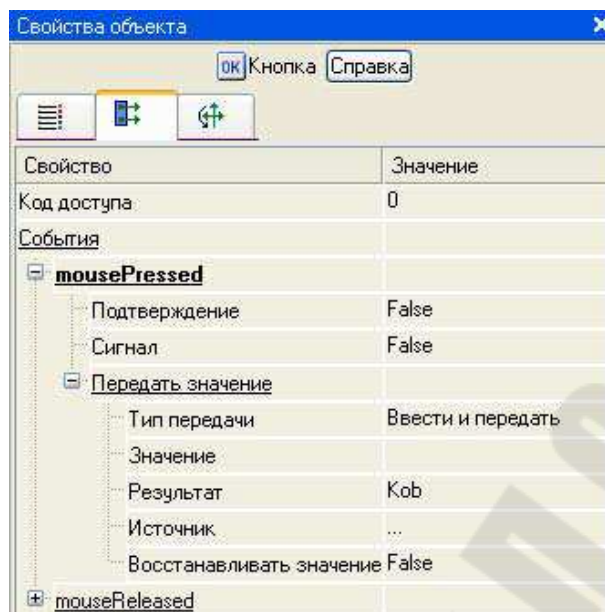 Свойства объекта
ок Кнопка Справка
Свойство Значение
Код доступа 0
События
mousePressed
Подтверждение False
Сигнал False
Передать значение
Тип передачи Ввести и передать
Значение
Результат Kob
Источник ...
Восстанавливать значение False
mouseReleased